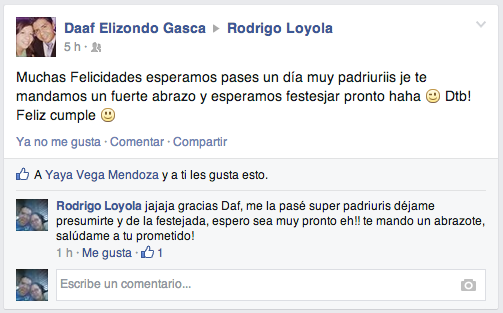 Daaf Elizondo Gasca ▸ Rodrigo Loyola
5 h ·
Muchas Felicidades esperamos pases un día muy padriuriis je te
mandamos un fuerte abrazo y esperamos festesjar pronto haha 😃 Dtb!
Feliz cumple 😃
Ya no me gusta · Comentar · Compartir
A Yaya Vega Mendoza y a ti les gusta esto.
Rodrigo Loyola jajaja gracias Daf, me la pasé super padriuris déjame
presumirte y de la festejada, espero sea muy pronto eh!! te mando un abrazote,
salúdame a tu prometido!
1 h · Me gusta · 1
Escribe un comentario...